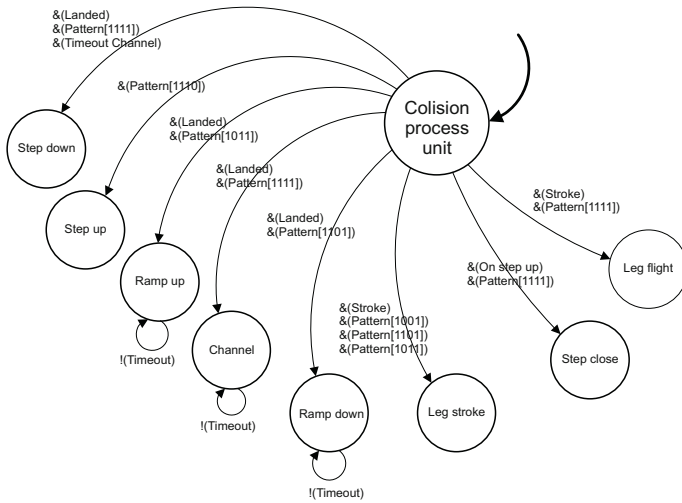 &(Landed)
&(Pattern[1111])
&(Timeout Channel)
&(Pattern[1110])
&(Landed)
&(Pattern[1011])
&(Landed)
&(Pattern[1111])
&(Landed)
&(Pattern[1101])
&(Stroke)
&(Pattern[1001])
&(Pattern[1101])
&(Pattern[1011])
&(On step up)
&(Pattern[1111])
&(Stroke)
&(Pattern[1111])
Colision
process
unit
Step down
Step up
Ramp up
!(Timeout)
Channel
!(Timeout)
Ramp down
!(Timeout)
Leg stroke
Step close
Leg flight